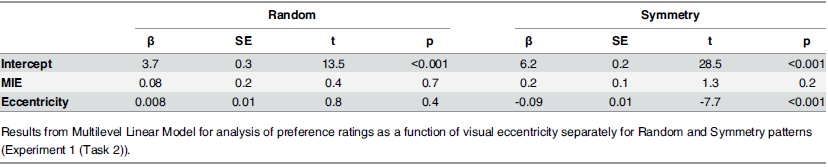 Random Symmetry
β SE t p β SE t p
Intercept 3.7 0.3 13.5 <0.001 6.2 0.2 28.5 <0.001
MIE 0.08 0.2 0.4 0.7 0.2 0.1 1.3 0.2
Eccentricity 0.008 0.01 0.8 0.4 -0.09 0.01 -7.7 <0.001
Results from Multilevel Linear Model for analysis of preference ratings as a function of visual eccentricity separately for Random and Symmetry patterns
(Experiment 1 (Task 2)).